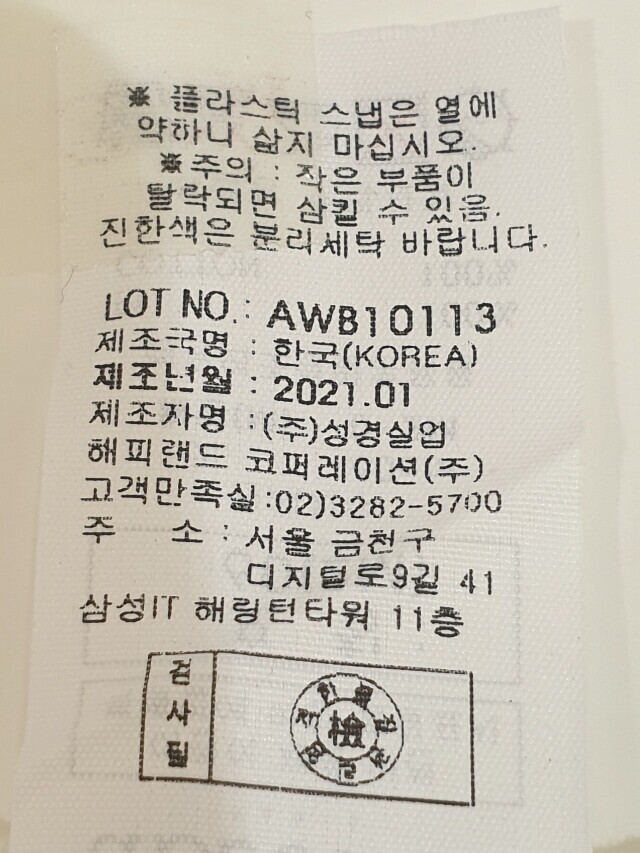 ※ 플라스틱 스냅은 열에
약하니 삶지 마십시오.
※주의 : 작은 부품이
탈락되면 삼킬 수 있음.
진한색은 분리세탁 바랍니다.
LOT NO. : AWB10113
제조국명 : 한국(KOREA)
제조년월 : 2021.01
제조자명 : (주)성경실업
해피랜드 코퍼레이션(주)
고객만족실:02)3282-5700
주 소 : 서울 금천구
디지털로9길 41
삼성IT 해링턴타워 11층
검사필
檢